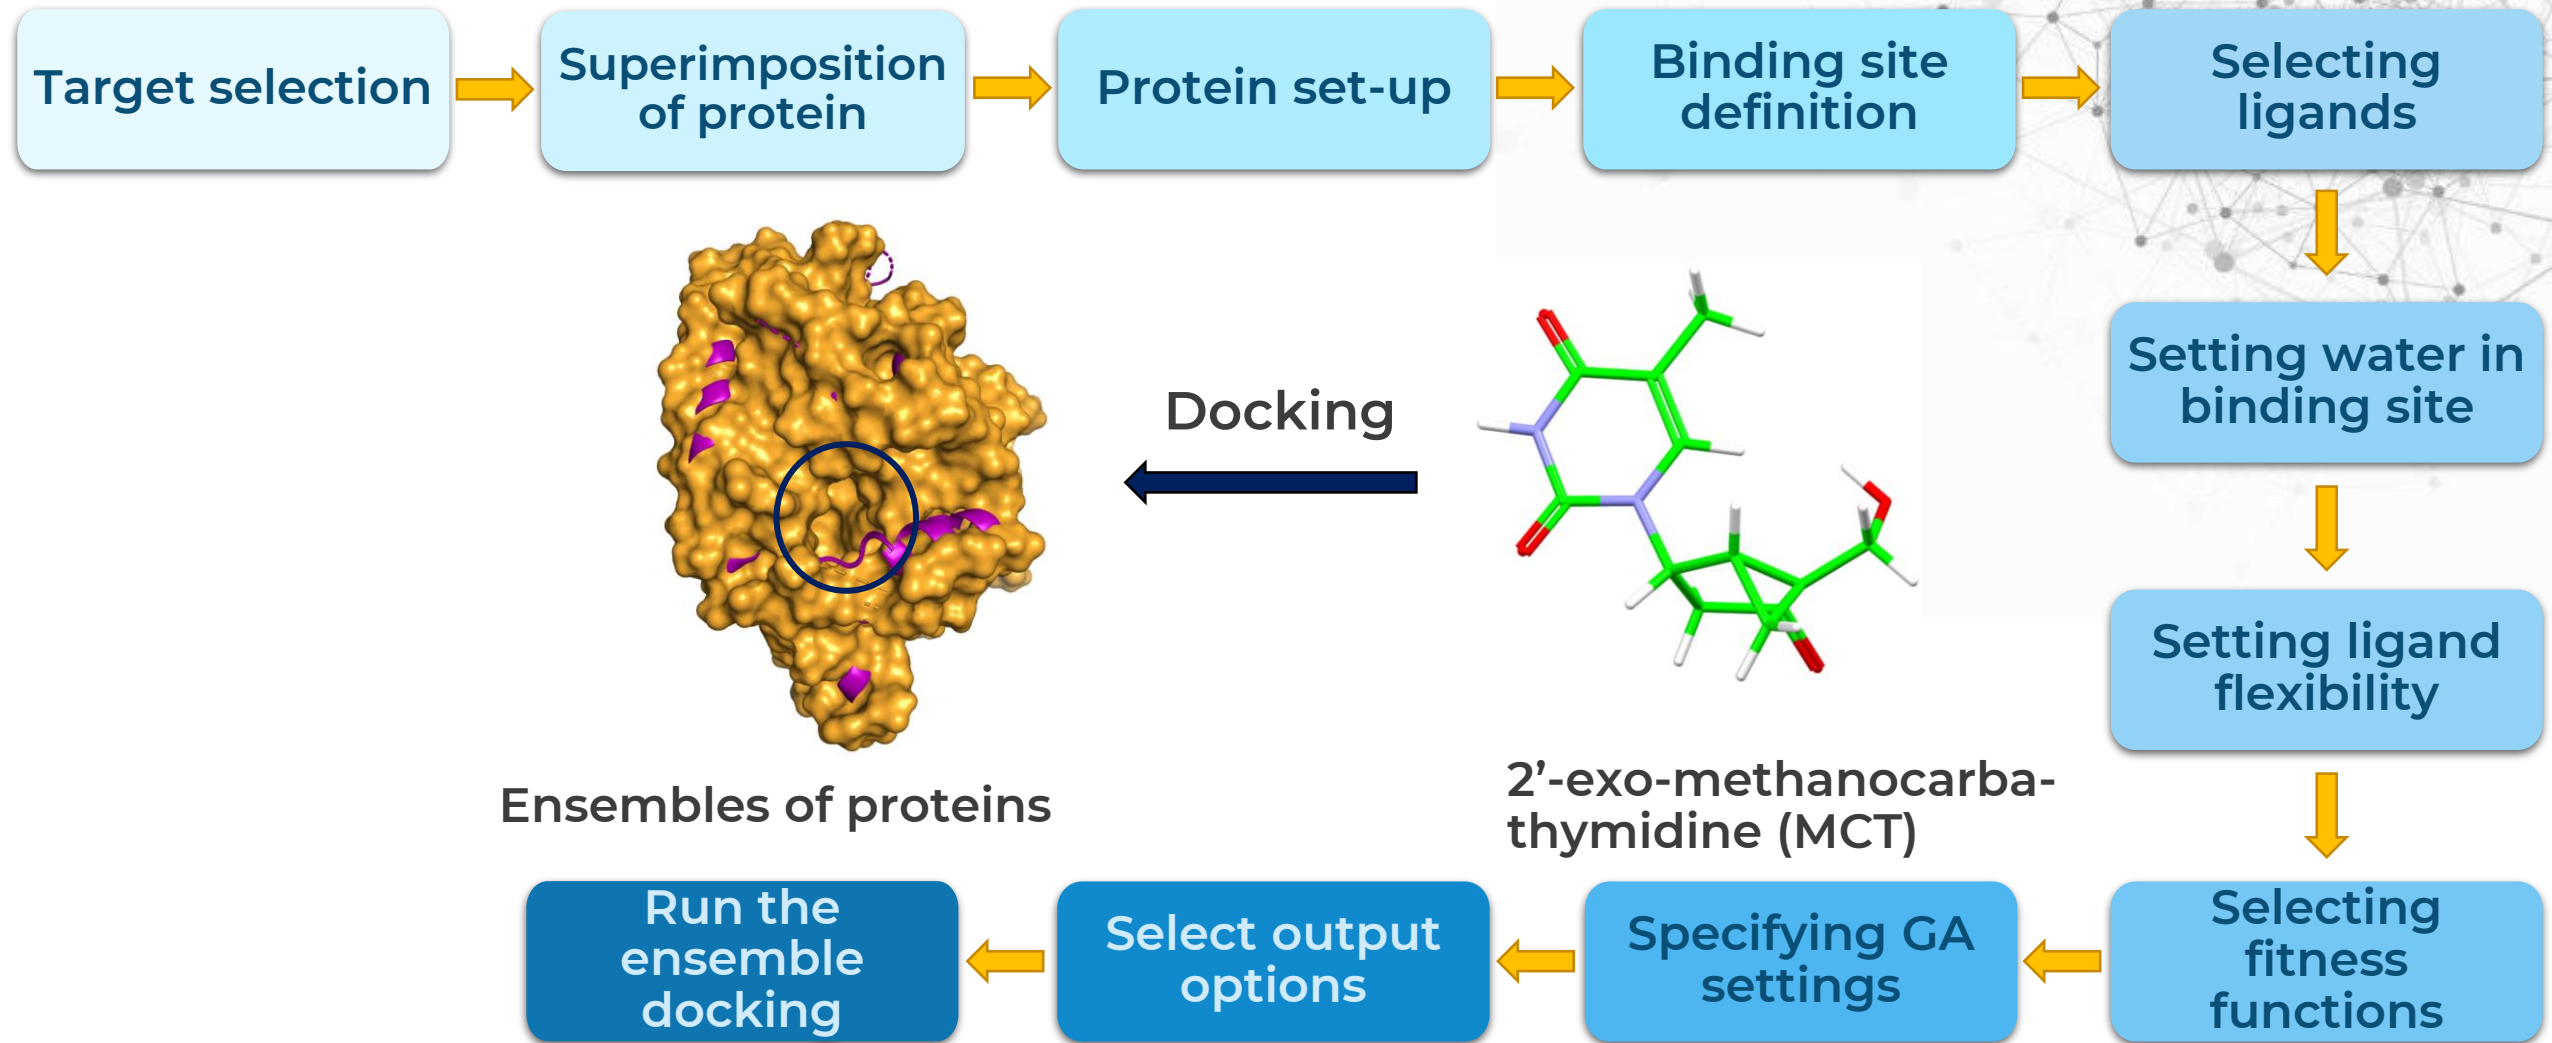 Target selection
Superimposition
of protein
Protein set-up
Binding site
definition
Selecting
ligands
Setting water in
binding site
Setting ligand
flexibility
Selecting
fitness
functions
Specifying GA
settings
Select output
options
Run the
ensemble
docking
Docking
Ensembles of proteins
2’-exo-methanocarba-
thymidine (MCT)